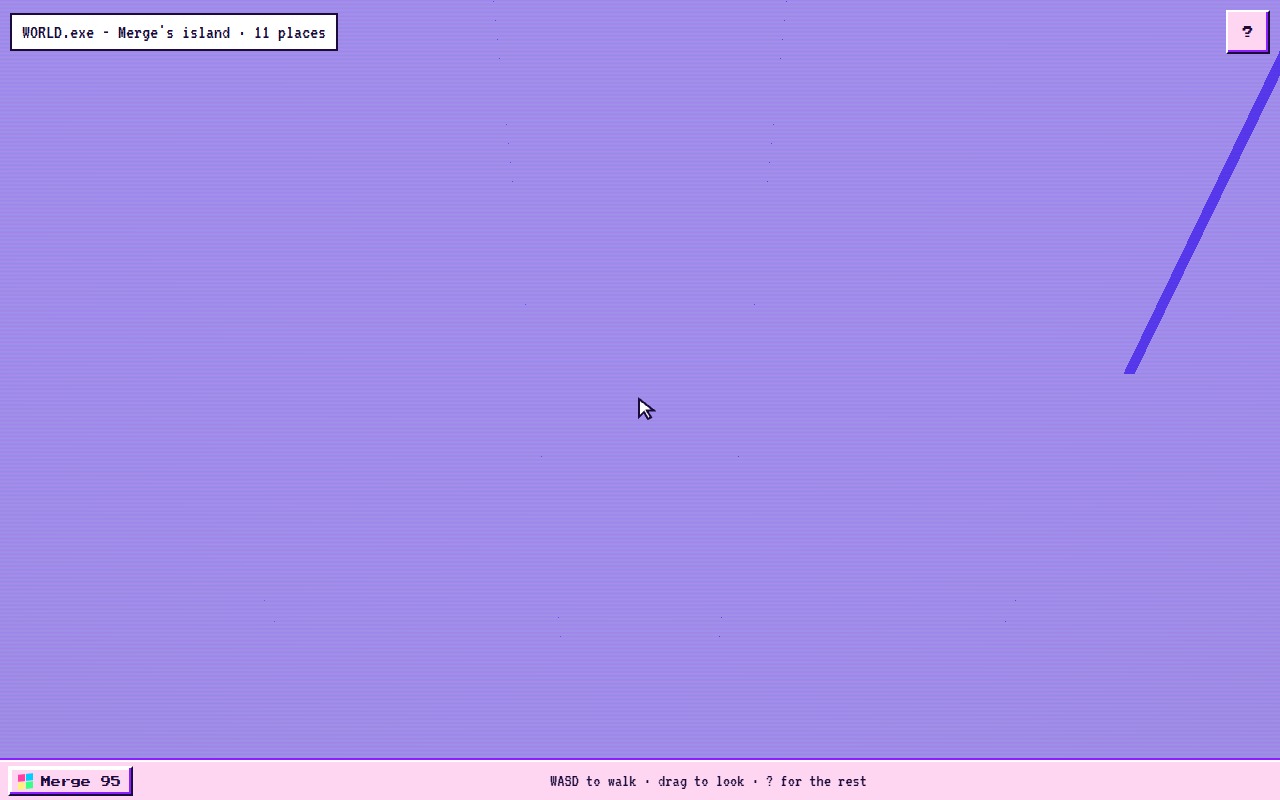 WORLD.exe - Merge's island · 11 places
?
Merge 95
WASD to walk · drag to look · ? for the rest